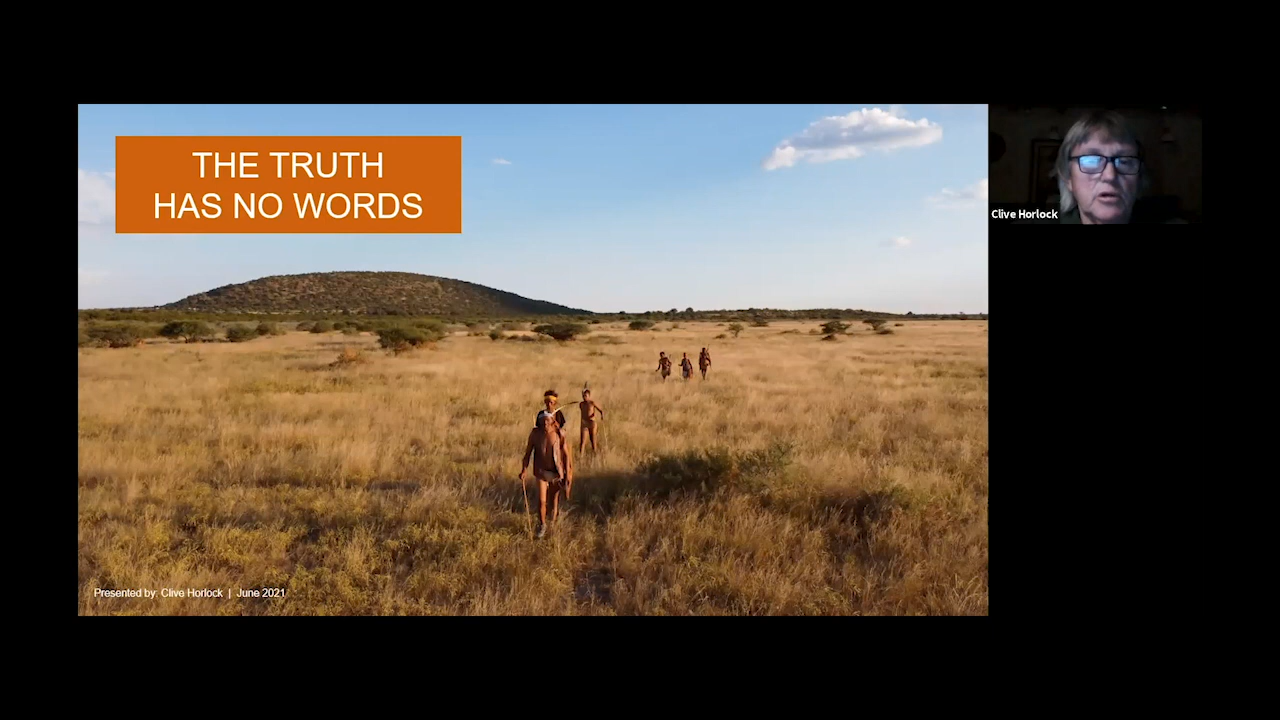 THE TRUTH
HAS NO WORDS
Clive Horlock
Presented by: Clive Horlock | June 2021